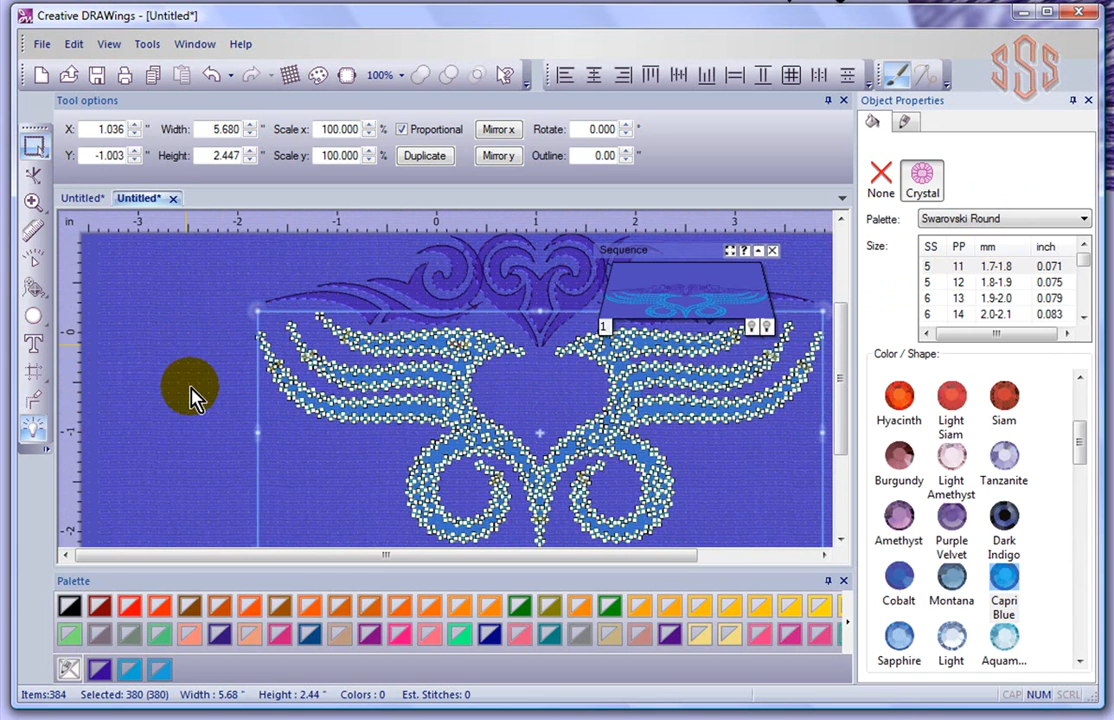 Creative DRAWings - [Untitled*]
File Edit View Tools Window Help
SSS
100%
Tool options
Object Properties
X: 1.036 " Width: 5.680 " Scale x: 100.000 % Proportional Mirror x Rotate: 0.000 °
Y: -1.003 " Height: 2.447 " Scale y: 100.000 % Duplicate Mirror y Outline: 0.00 "
None Crystal
Untitled* Untitled*
Palette: Swarovski Round
in -3 -2 -1 0 1 2 3
Size:
SS PP mm inch
5 11 1.7-1.8 0.071
5 12 1.8-1.9 0.075
6 13 1.9-2.0 0.079
6 14 2.0-2.1 0.083
Sequence
1
0
-1
-2
Color / Shape:
Hyacinth Light Siam Siam
Burgundy Light Amethyst Tanzanite
Amethyst Purple Velvet Dark Indigo
Cobalt Montana Capri Blue
Sapphire Light Aquam...
Palette
Items:384 Selected: 380 (380) Width : 5.68 " Height : 2.44 " Colors : 0 Est. Stitches: 0 CAP NUM SCRL